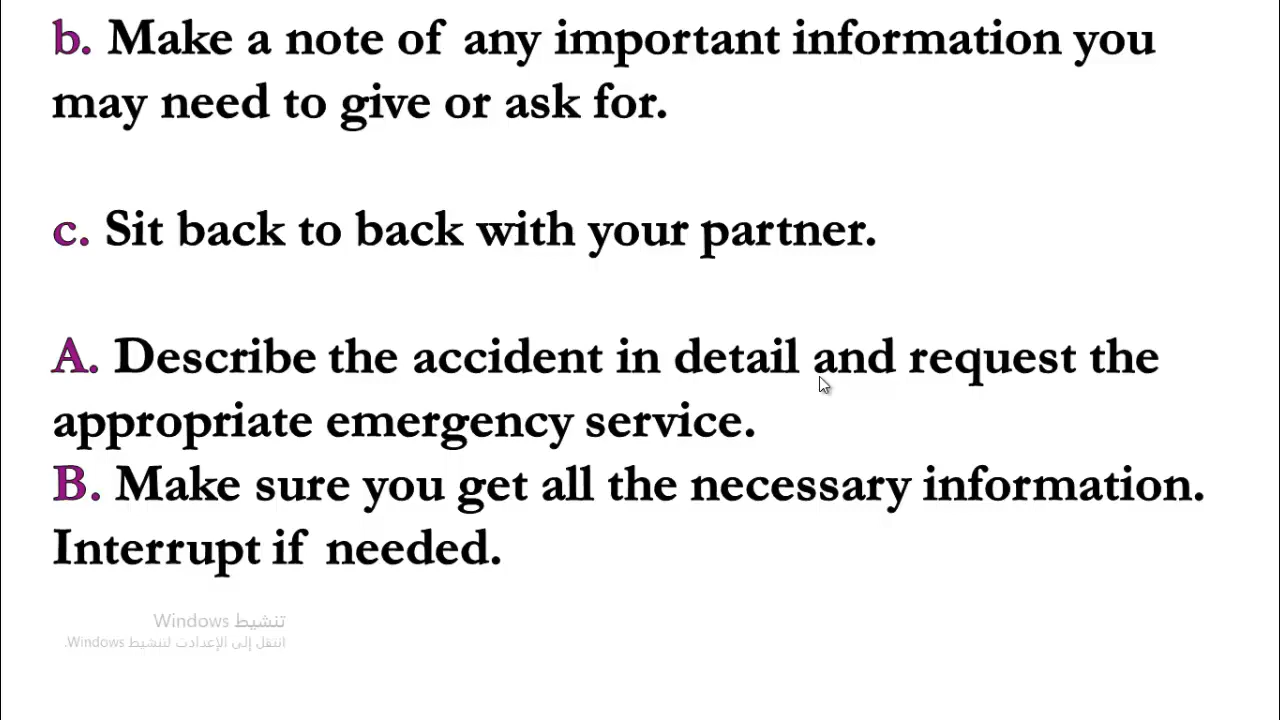 b. Make a note of any important information you
may need to give or ask for.
c. Sit back to back with your partner.
A. Describe the accident in detail and request the
appropriate emergency service.
B. Make sure you get all the necessary information.
Interrupt if needed.
تنشيط Windows
انتقل إلى الإعدادت لتنشيط Windows.